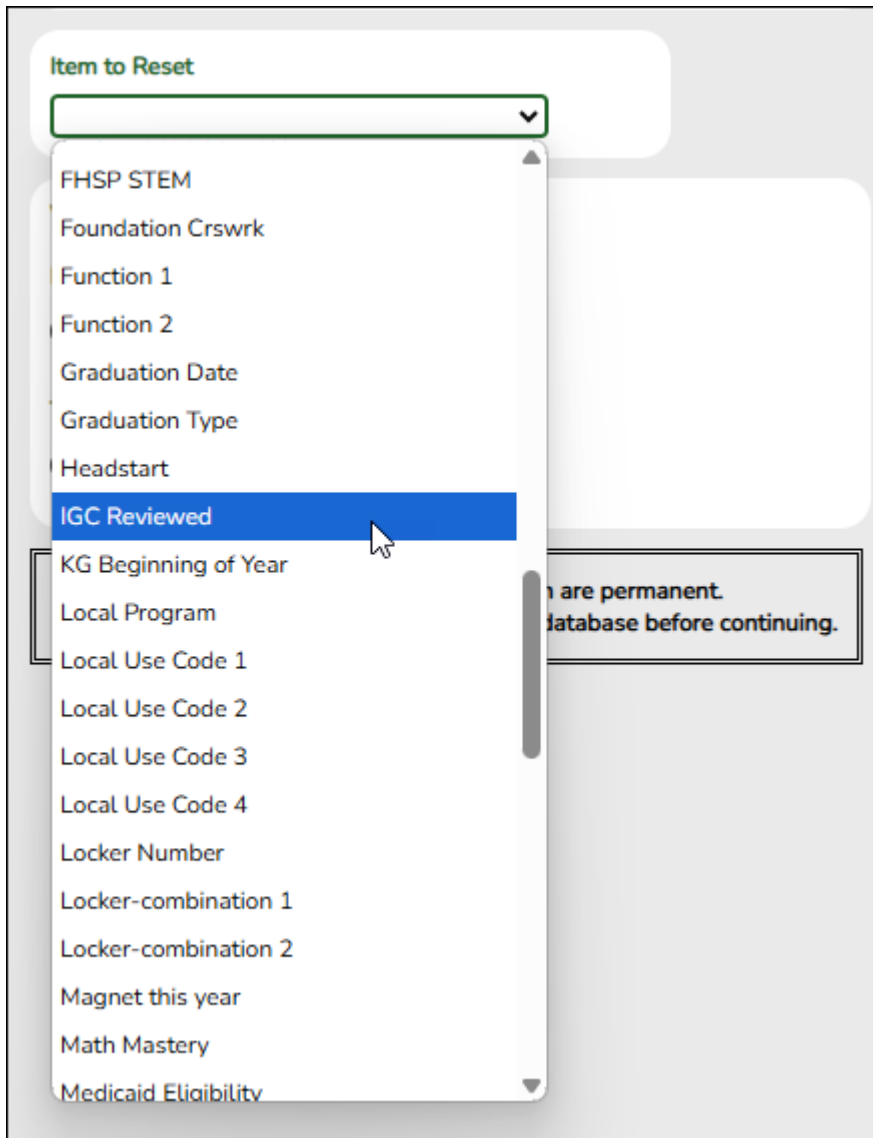 Item to Reset
FHSP STEM
Foundation Crswrk
Function 1
Function 2
Graduation Date
Graduation Type
Headstart
IGC Reviewed
KG Beginning of Year
are permanent.
Local Program
database before continuing.
Local Use Code 1
Local Use Code 2
Local Use Code 3
Local Use Code 4
Locker Number
Locker-combination 1
Locker-combination 2
Magnet this year
Math Mastery
Medicaid Eligibility